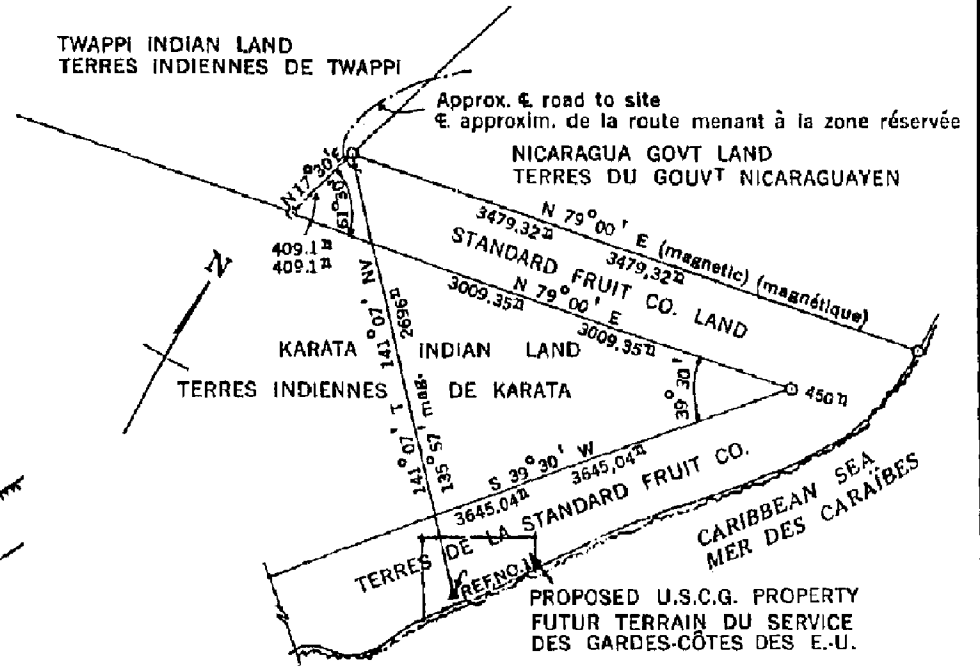 TWAPPI INDIAN LAND
TERRES INDIENNES DE TWAPPI
Approx. ℄ road to site
℄ approxim. de la route menant à la zone réservée
NICARAGUA GOVT LAND
TERRES DU GOUVT NICARAGUAYEN
N17°30'E
61°30'
409.1 m
409.1 m
N 79°00' E (magnetic) (magnétique)
3479.32 m
3479,32 m
STANDARD FRUIT CO. LAND
N 79°00' E
3009.35 m
3009,35 m
N
141°07' NV
2696 m
KARATA INDIAN LAND
TERRES INDIENNES DE KARATA
39°30'
450 m
141°07' T
135°57' mag.
S 39°30' W
3645.04 m
3645,04 m
TERRES DE LA STANDARD FRUIT CO.
CARIBBEAN SEA
MER DES CARAÏBES
REF.NO.1
PROPOSED U.S.C.G. PROPERTY
FUTUR TERRAIN DU SERVICE
DES GARDES-CÔTES DES E.-U.